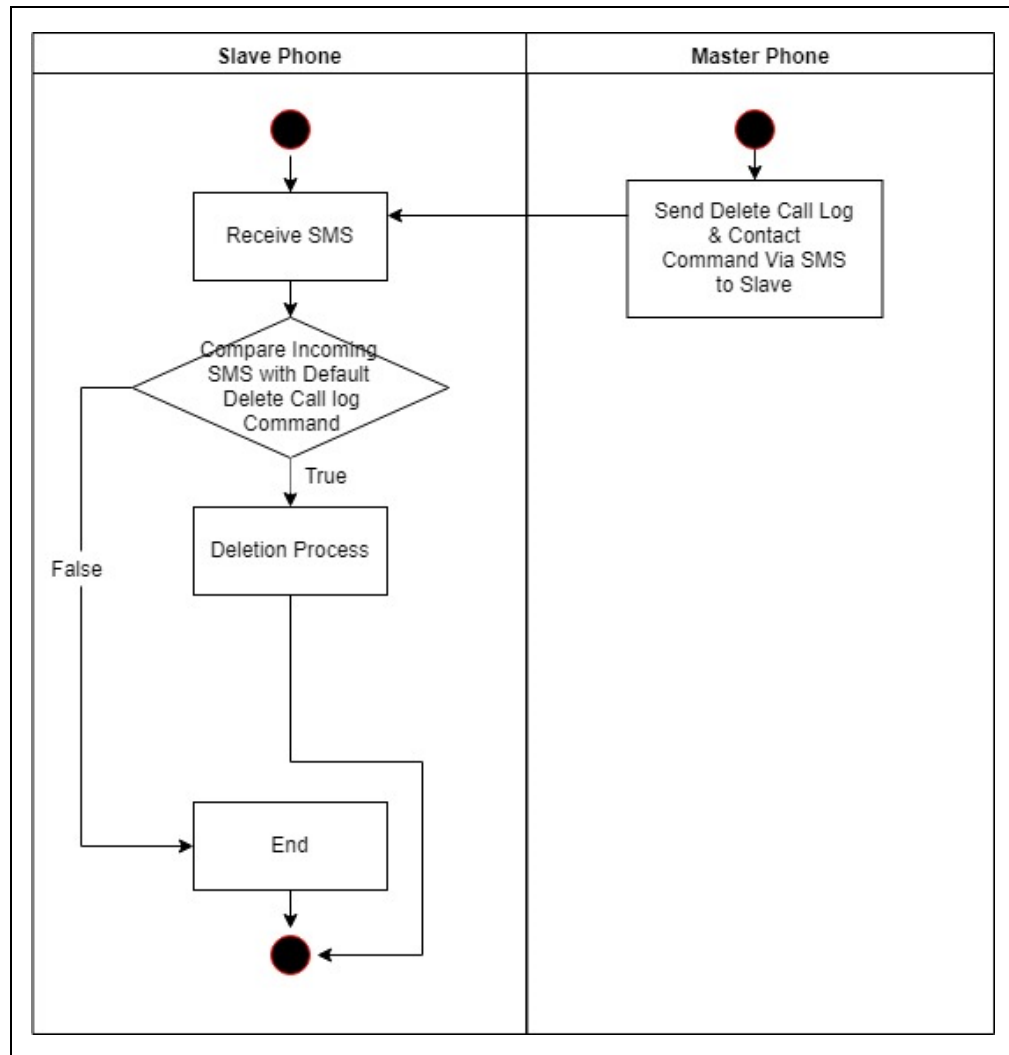 Slave Phone
Master Phone
Send Delete Call Log
& Contact
Command Via SMS
to Slave
Receive SMS
Compare Incoming
SMS with Default
Delete Call log
Command
True
Deletion Process
False
End